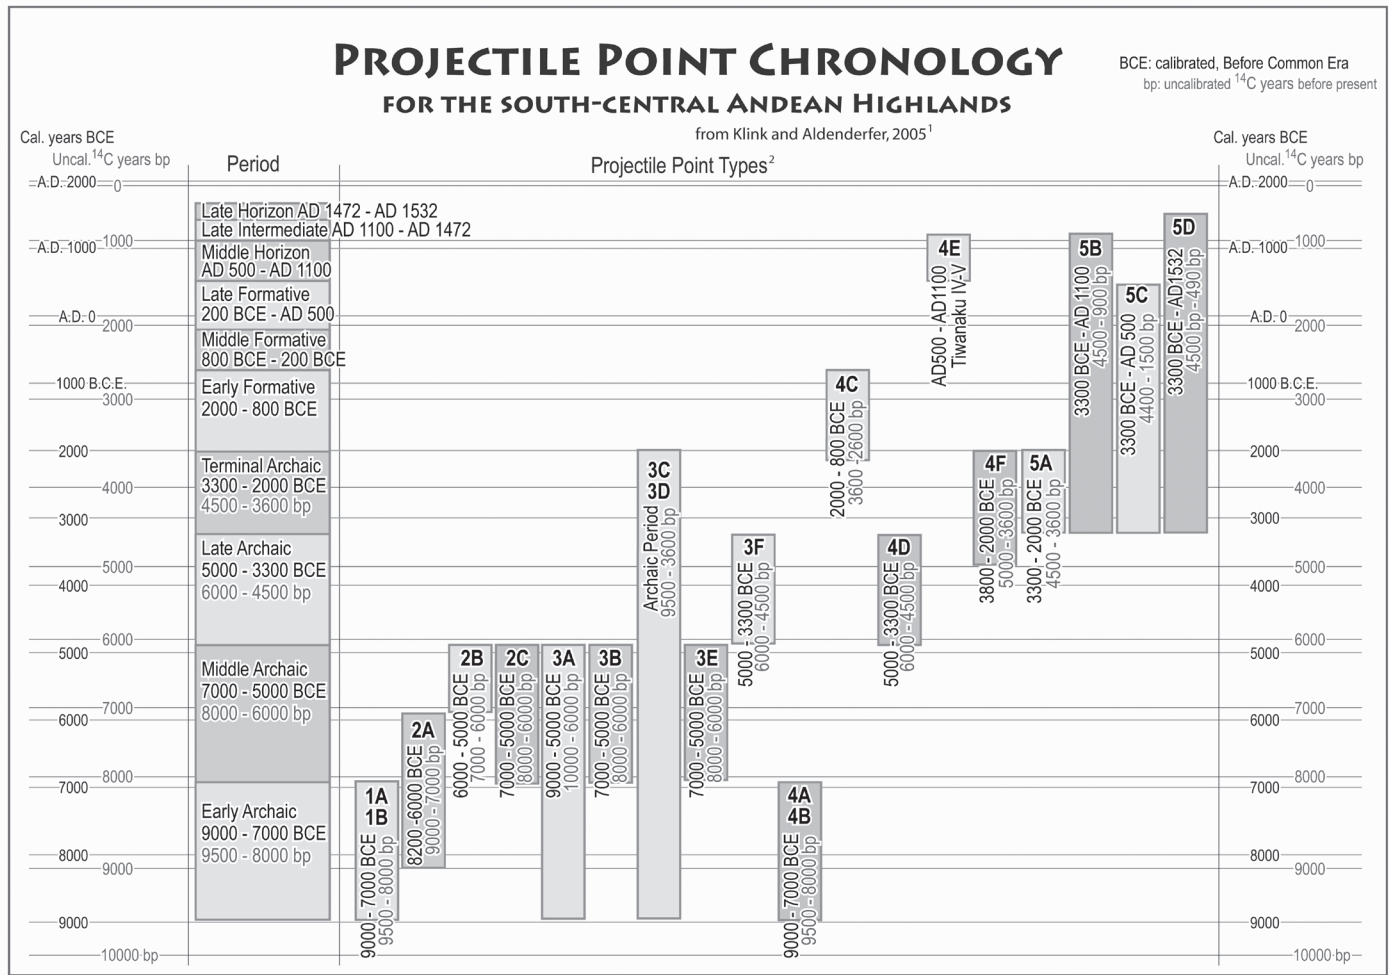 PROJECTILE POINT CHRONOLOGY
FOR THE SOUTH-CENTRAL ANDEAN HIGHLANDS
from Klink and Aldenderfer, 2005¹
BCE: calibrated, Before Common Era
bp: uncalibrated ¹⁴C years before present
Cal. years BCE
Uncal.¹⁴C years bp
Period
Projectile Point Types²
Cal. years BCE
Uncal.¹⁴C years bp
A.D. 2000
0
1000
A.D. 1000
A.D. 0
2000
1000 B.C.E.
3000
2000
4000
3000
5000
4000
6000
5000
7000
6000
8000
7000
8000
9000
9000
10000 bp
Late Horizon AD 1472 - AD 1532
Late Intermediate AD 1100 - AD 1472
Middle Horizon
AD 500 - AD 1100
Late Formative
200 BCE - AD 500
Middle Formative
800 BCE - 200 BCE
Early Formative
2000 - 800 BCE
Terminal Archaic
3300 - 2000 BCE
4500 - 3600 bp
Late Archaic
5000 - 3300 BCE
6000 - 4500 bp
Middle Archaic
7000 - 5000 BCE
8000 - 6000 bp
Early Archaic
9000 - 7000 BCE
9500 - 8000 bp
1A
1B
9000 - 7000 BCE
9500 - 8000 bp
2A
8200 -6000 BCE
9000 - 7000 bp
2B
6000 - 5000 BCE
7000 - 6000 bp
2C
7000 - 5000 BCE
8000 - 6000 bp
3A
9000 - 5000 BCE
10000 - 6000 bp
3B
7000 - 5000 BCE
8000 - 6000 bp
3C
3D
Archaic Period
9500 - 3600 bp
3E
7000 - 5000 BCE
8000 - 6000 bp
3F
5000 - 3300 BCE
6000 - 4500 bp
4A
4B
9000 - 7000 BCE
9500 - 8000 bp
4C
2000 - 800 BCE
3600 -2600 bp
4D
5000 - 3300 BCE
6000 -4500 bp
4E
AD500 - AD1100
Tiwanaku IV-V
4F
3800 - 2000 BCE
5000 - 3600 bp
5A
3300 - 2000 BCE
4500 - 3600 bp
5B
3300 BCE - AD 1100
4500 - 900 bp
5C
3300 BCE - AD 500
4400 - 1500 bp
5D
3300 BCE - AD1532
4500 bp - 490 bp
A.D. 2000
0
1000
A.D. 1000
A.D. 0
2000
1000 B.C.E.
3000
2000
4000
3000
5000
4000
6000
5000
7000
6000
8000
7000
8000
9000
9000
10000 bp